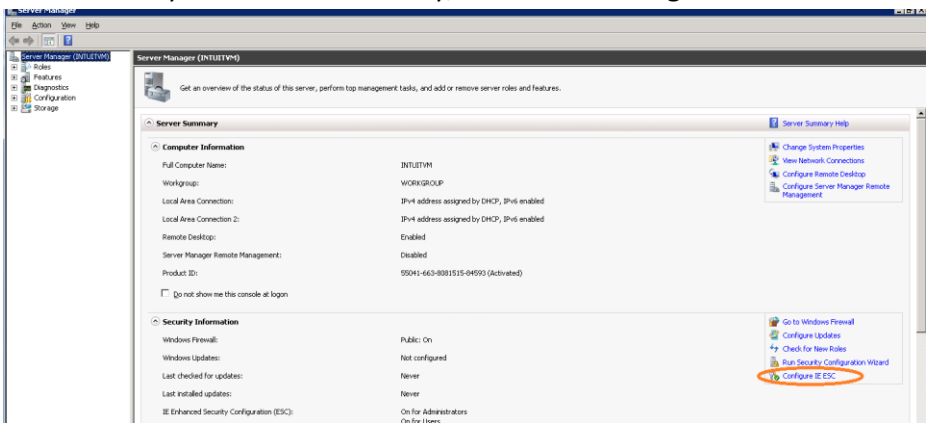 Server Manager
File Action View Help
Server Manager (INTUITVM)
Roles
Features
Diagnostics
Configuration
Storage
Server Manager (INTUITVM)
Get an overview of the status of this server, perform top management tasks, and add or remove server roles and features.
Server Summary
Server Summary Help
Computer Information
Full Computer Name: INTUITVM
Workgroup: WORKGROUP
Local Area Connection: IPv4 address assigned by DHCP, IPv6 enabled
Local Area Connection 2: IPv4 address assigned by DHCP, IPv6 enabled
Remote Desktop: Enabled
Server Manager Remote Management: Disabled
Product ID: 55041-663-8081515-84593 (Activated)
Do not show me this console at logon
Change System Properties
View Network Connections
Configure Remote Desktop
Configure Server Manager Remote
Management
Security Information
Windows Firewall: Public: On
Windows Updates: Not configured
Last checked for updates: Never
Last installed updates: Never
IE Enhanced Security Configuration (ESC): On for Administrators
On for Users
Go to Windows Firewall
Configure Updates
Check for New Roles
Run Security Configuration Wizard
Configure IE ESC